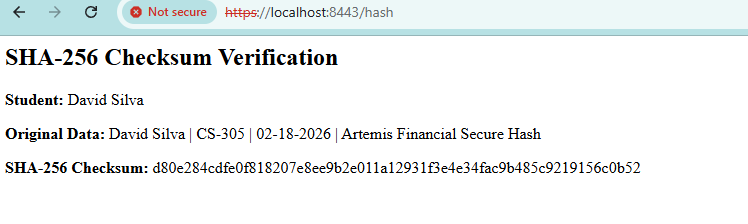 Not secure https://localhost:8443/hash
SHA-256 Checksum Verification
Student: David Silva
Original Data: David Silva | CS-305 | 02-18-2026 | Artemis Financial Secure Hash
SHA-256 Checksum: d80e284cdfe0f818207e8ee9b2e011a12931f3e4e34fac9b485c9219156c0b52